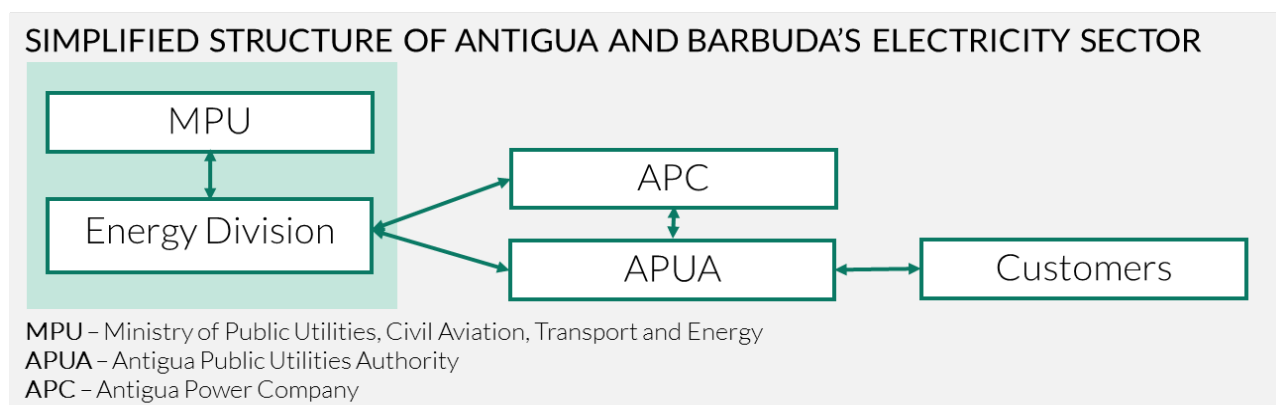 SIMPLIFIED STRUCTURE OF ANTIGUA AND BARBUDA'S ELECTRICITY SECTOR
MPU
Energy Division
APC
APUA
Customers
MPU – Ministry of Public Utilities, Civil Aviation, Transport and Energy
APUA – Antigua Public Utilities Authority
APC – Antigua Power Company